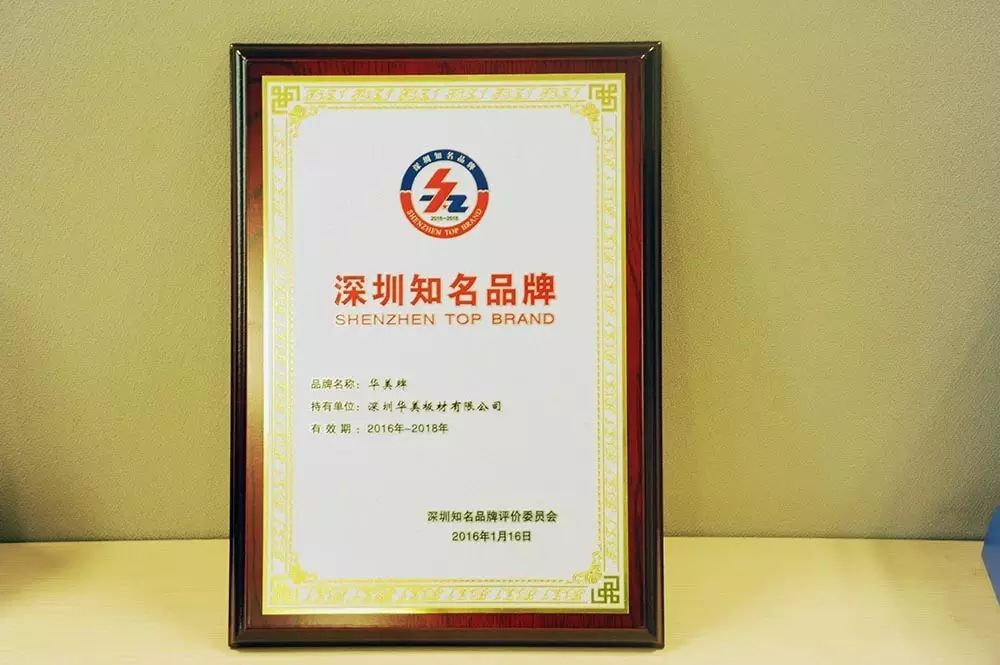 深圳知名品牌
2016-2018
SHENZHEN TOP BRAND
深圳知名品牌
SHENZHEN TOP BRAND
品牌名称：华美牌
持有单位：深圳华美板材有限公司
有效期：2016年-2018年
深圳知名品牌评价委员会
2016年1月16日